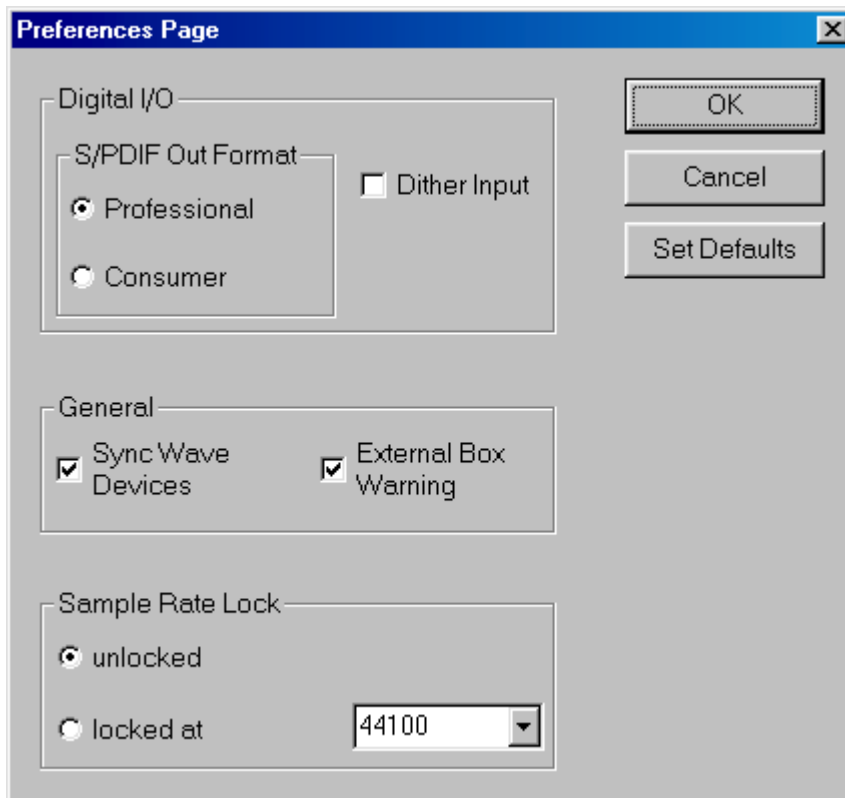 Preferences Page
Digital I/O
S/PDIF Out Format
Professional
Consumer
Dither Input
OK
Cancel
Set Defaults
General
Sync Wave
Devices
External Box
Warning
Sample Rate Lock
unlocked
locked at
44100